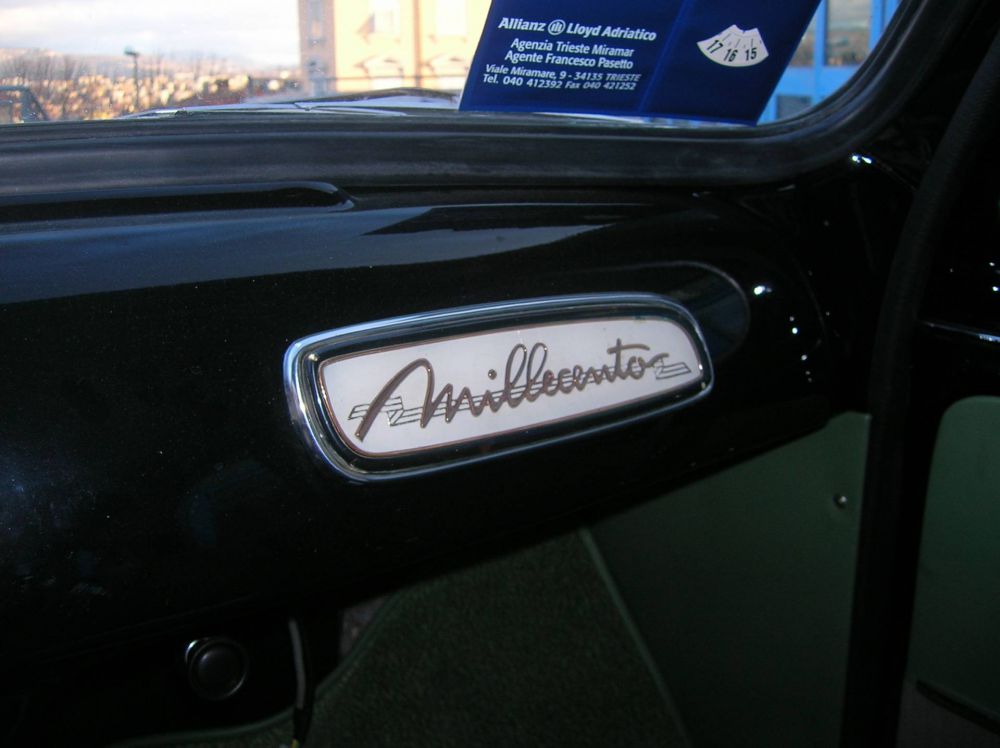 Allianz Lloyd Adriatico
Agenzia Trieste Miramar
Agente Francesco Pasetto
Viale Miramare, 9 - 34135 TRIESTE
Tel. 040 412392 Fax 040 421252
17 16 15
Millecento